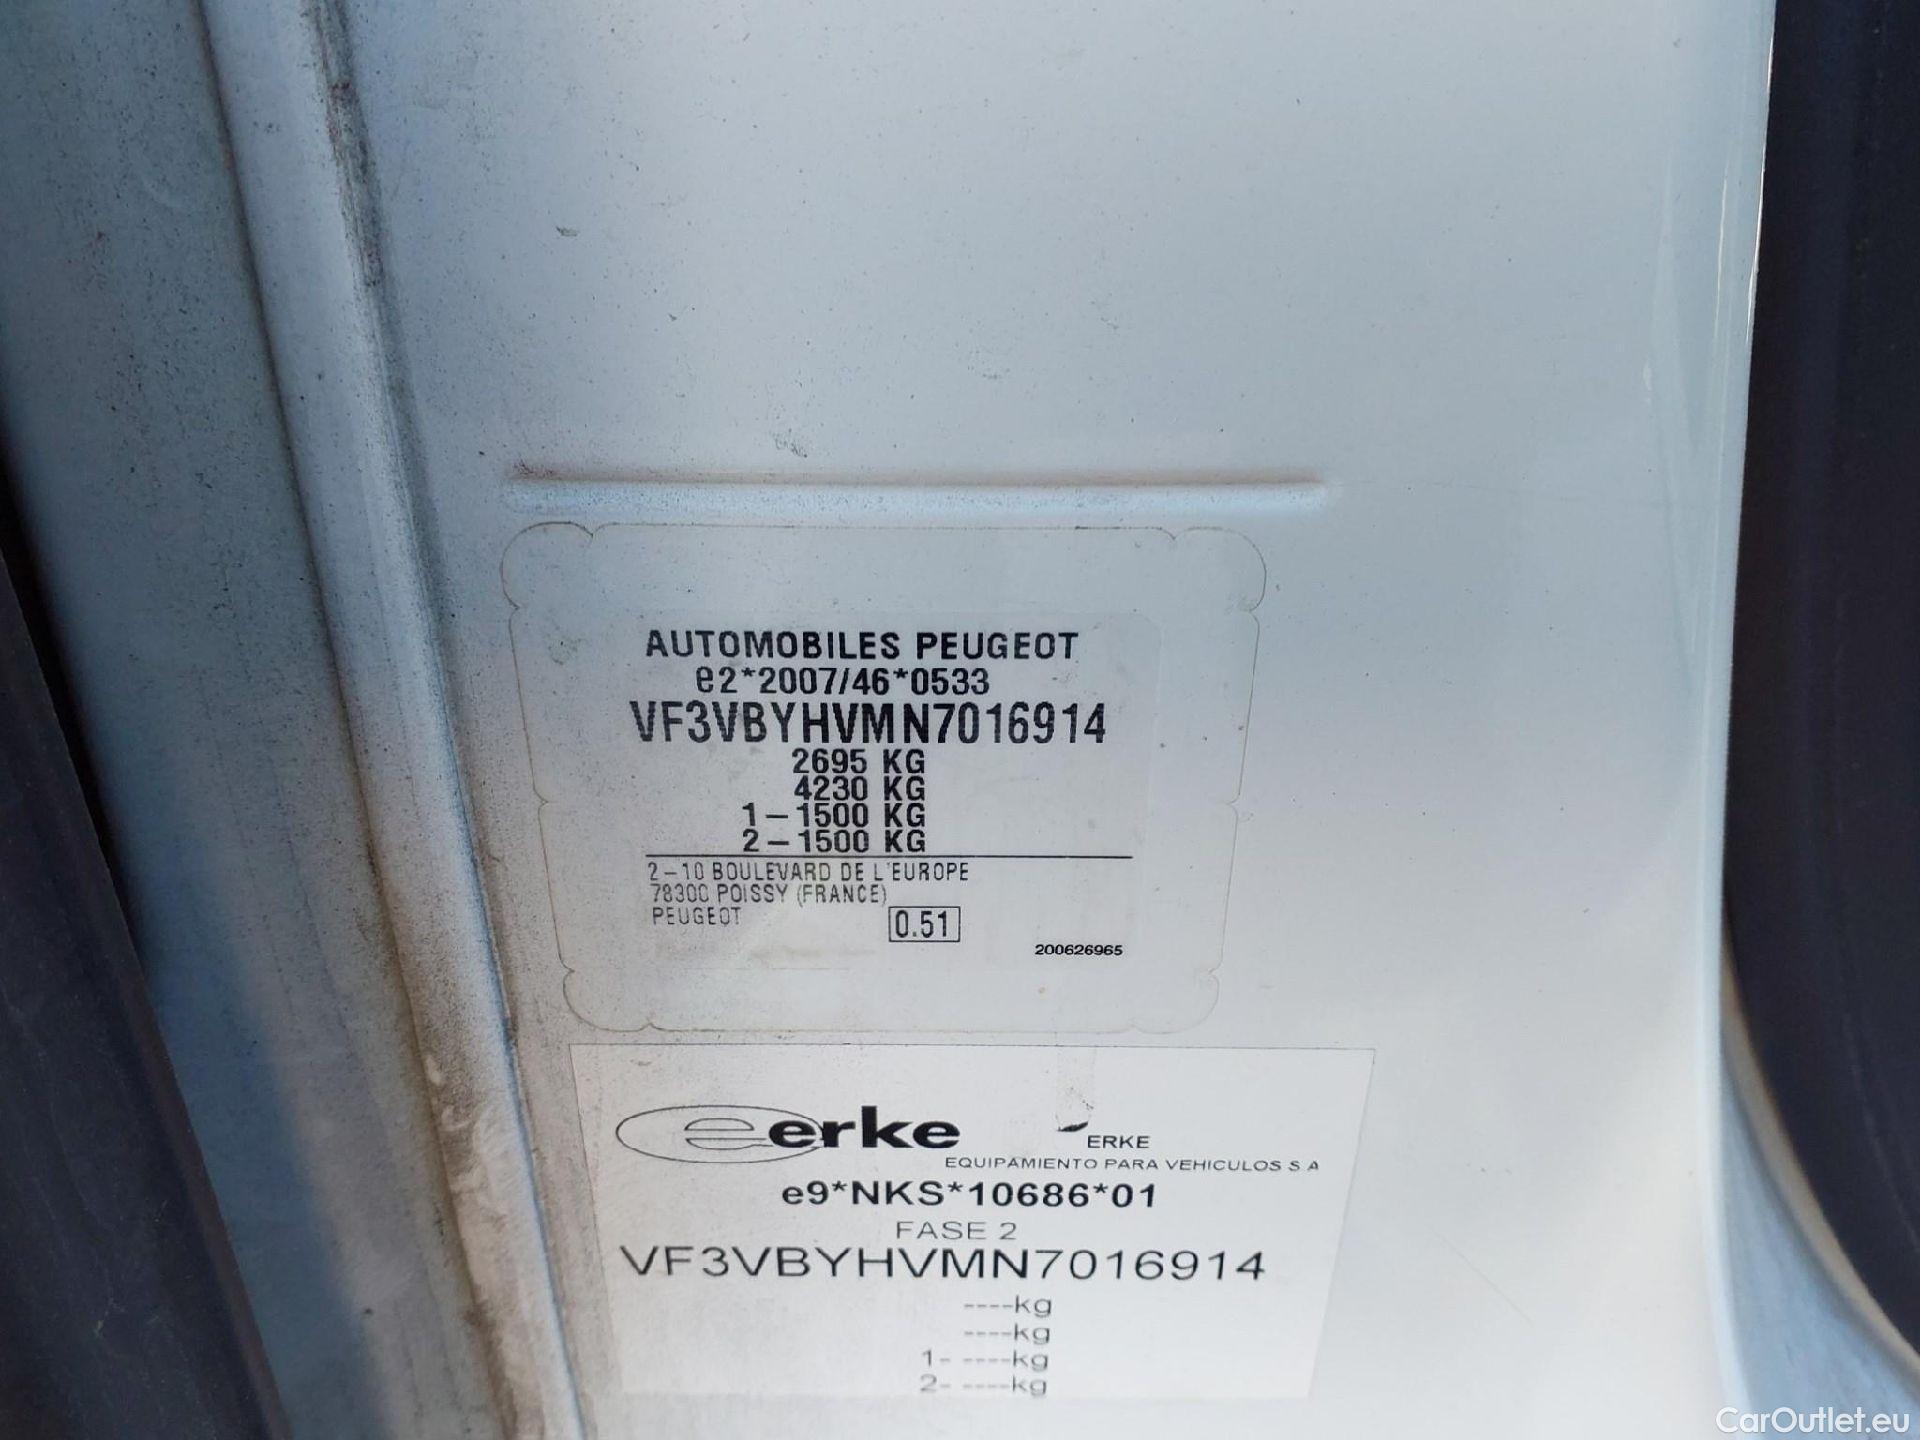 AUTOMOBILES PEUGEOT
e2*2007/46*0533
VF3VBYHVMN7016914
2695 KG
4230 KG
1-1500 KG
2-1500 KG
2-10 BOULEVARD DE L'EUROPE
78300 POISSY (FRANCE)
PEUGEOT
0.51
200626965
eerke
ERKE
EQUIPAMIENTO PARA VEHICULOS S A
e9*NKS*10686*01
FASE 2
VF3VBYHVMN7016914
----kg
----kg
1- ----kg
2- ----kg
CarOutlet.eu